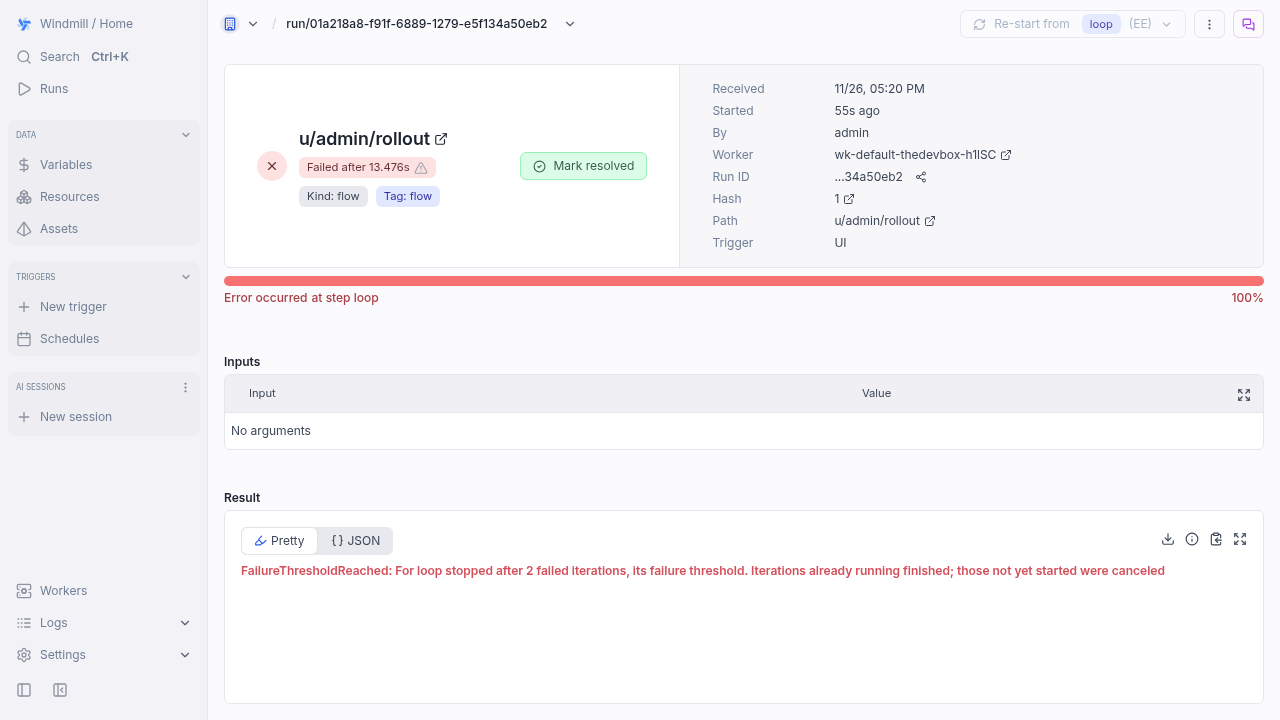 Windmill / Home
Search Ctrl+K
Runs
DATA
Variables
Resources
Assets
TRIGGERS
New trigger
Schedules
AI SESSIONS
New session
Workers
Logs
Settings
/ run/01a218a8-f91f-6889-1279-e5f134a50eb2
Re-start from loop (EE)
u/admin/rollout
Failed after 13.476s
Kind: flow Tag: flow
Mark resolved
Received 11/26, 05:20 PM
Started 55s ago
By admin
Worker wk-default-thedevbox-h1lSC
Run ID ...34a50eb2
Hash 1
Path u/admin/rollout
Trigger UI
Error occurred at step loop 100%
Inputs
Input Value
No arguments
Result
Pretty {} JSON
FailureThresholdReached: For loop stopped after 2 failed iterations, its failure threshold. Iterations already running finished; those not yet started were canceled